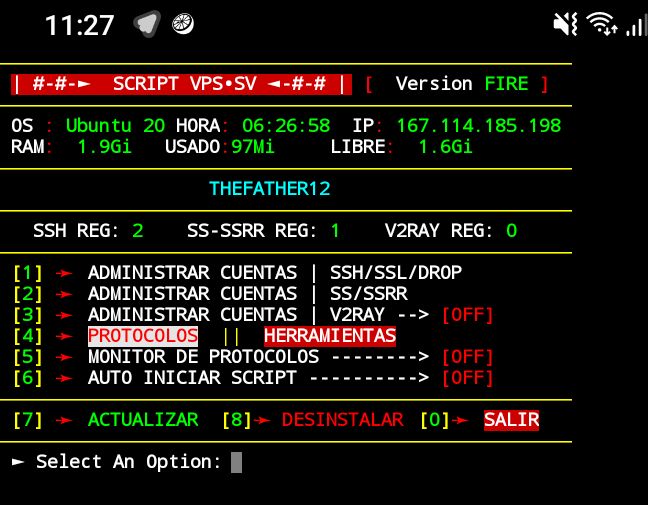 11:27
| #-#-► SCRIPT VPS•SV ◄-#-# | [ Version FIRE ]
OS : Ubuntu 20 HORA: 06:26:58 IP: 167.114.185.198
RAM: 1.9Gi USADO:97Mi LIBRE: 1.6Gi
THEFATHER12
SSH REG: 2 SS-SSRR REG: 1 V2RAY REG: 0
[1] ➛ ADMINISTRAR CUENTAS | SSH/SSL/DROP
[2] ➛ ADMINISTRAR CUENTAS | SS/SSRR
[3] ➛ ADMINISTRAR CUENTAS | V2RAY --> [OFF]
[4] ➛ PROTOCOLOS || HERRAMIENTAS
[5] ➛ MONITOR DE PROTOCOLOS --------> [OFF]
[6] ➛ AUTO INICIAR SCRIPT ----------> [OFF]
[7] ➛ ACTUALIZAR [8]➛ DESINSTALAR [0]➛ SALIR
► Select An Option: